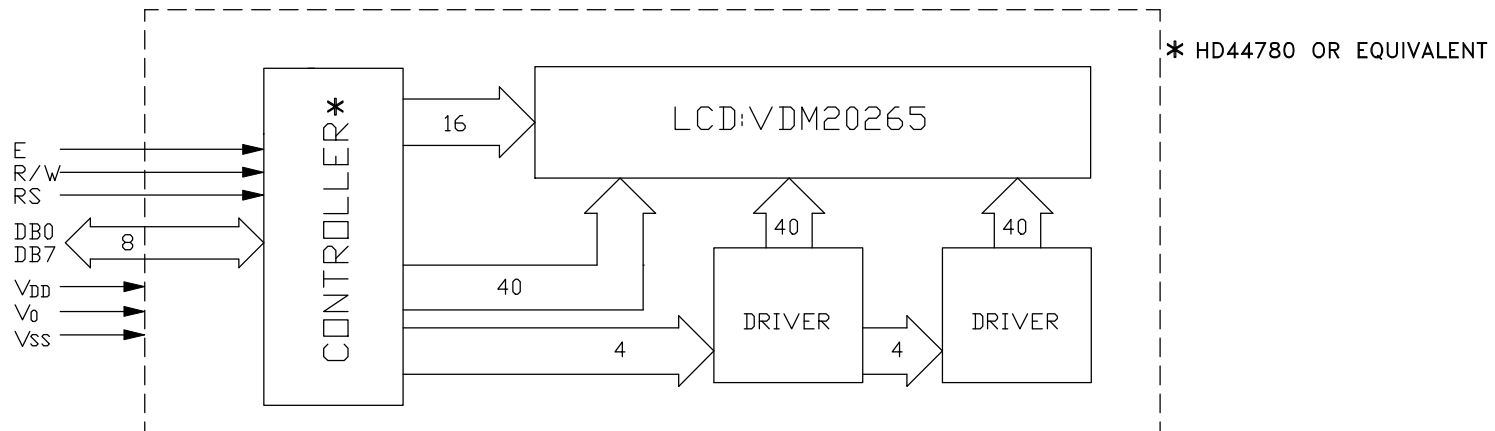 * HD44780 OR EQUIVALENT
CONTROLLER*
16
LCD:VDM20265
E
R/W
RS
DB0
DB7
8
40
40
40
VDD
V0
VSS
4
DRIVER
4
DRIVER